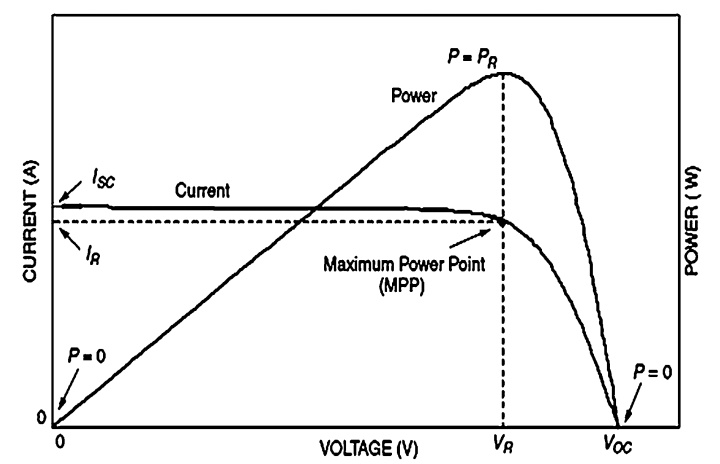 P = P_R
Power
I_SC
Current
I_R
Maximum Power Point
(MPP)
P = 0
P = 0
CURRENT (A)
POWER ( W)
0
0
VOLTAGE (V)
V_R
V_OC